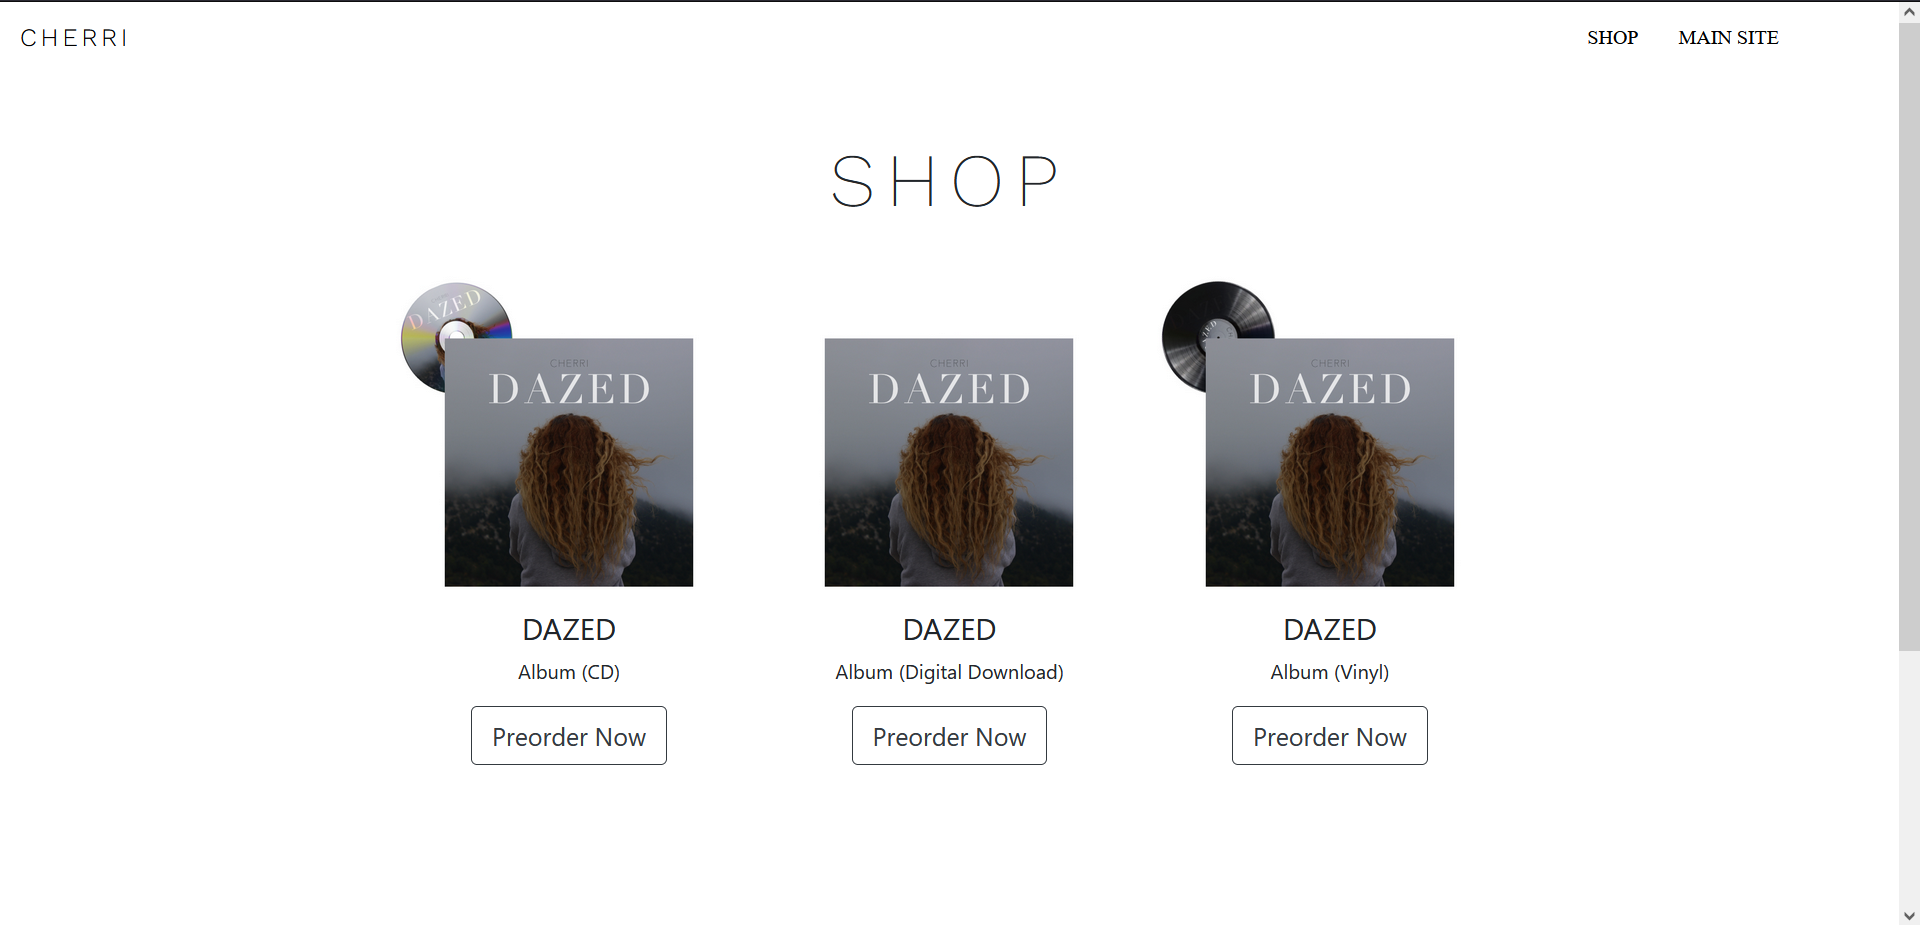 CHERRI
SHOP
MAIN SITE
SHOP
DAZED
CHERRI
DAZED
CHERRI
DAZED
CHERRI
DAZED
DAZED
DAZED
DAZED
Album (CD)
Album (Digital Download)
Album (Vinyl)
Preorder Now
Preorder Now
Preorder Now